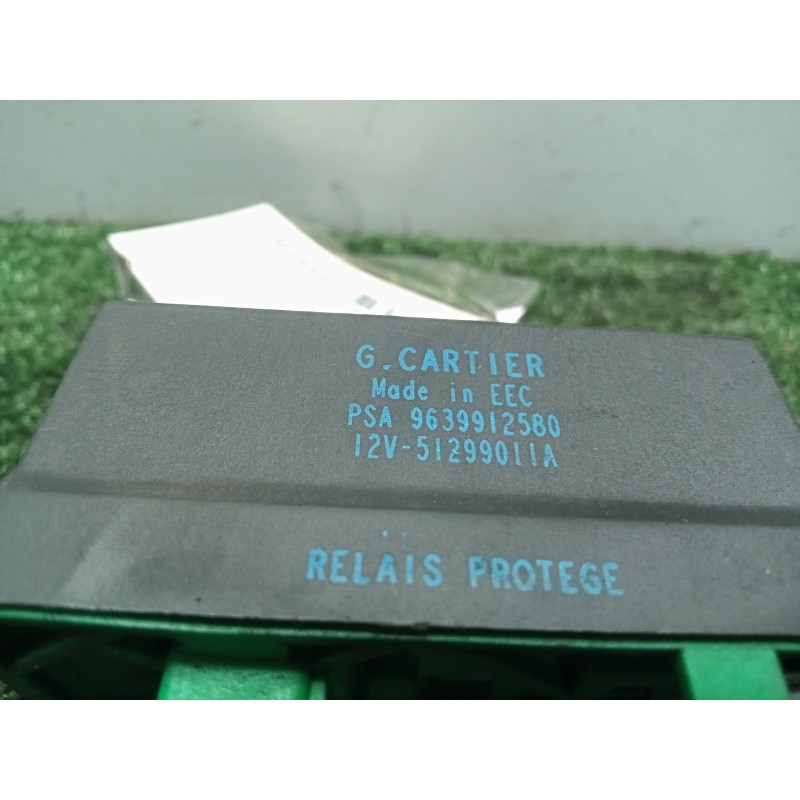 G.CARTIER
Made in EEC
PSA 9639912580
12V-51299011A
RELAIS PROTEGE